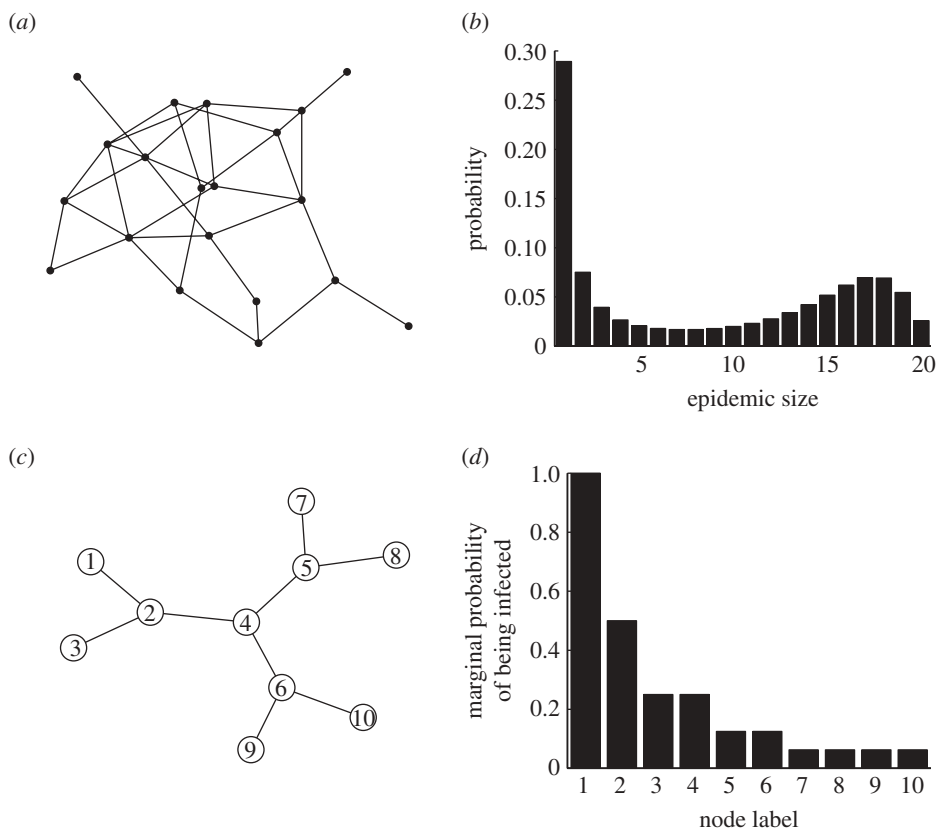 (a)
(b)
0.30
0.25
0.20
0.15
0.10
0.05
0
probability
5 10 15 20
epidemic size
(c)
7
1
8
5
2
4
3
6
10
9
(d)
1.0
0.8
0.6
0.4
0.2
0
marginal probability
of being infected
1 2 3 4 5 6 7 8 9 10
node label